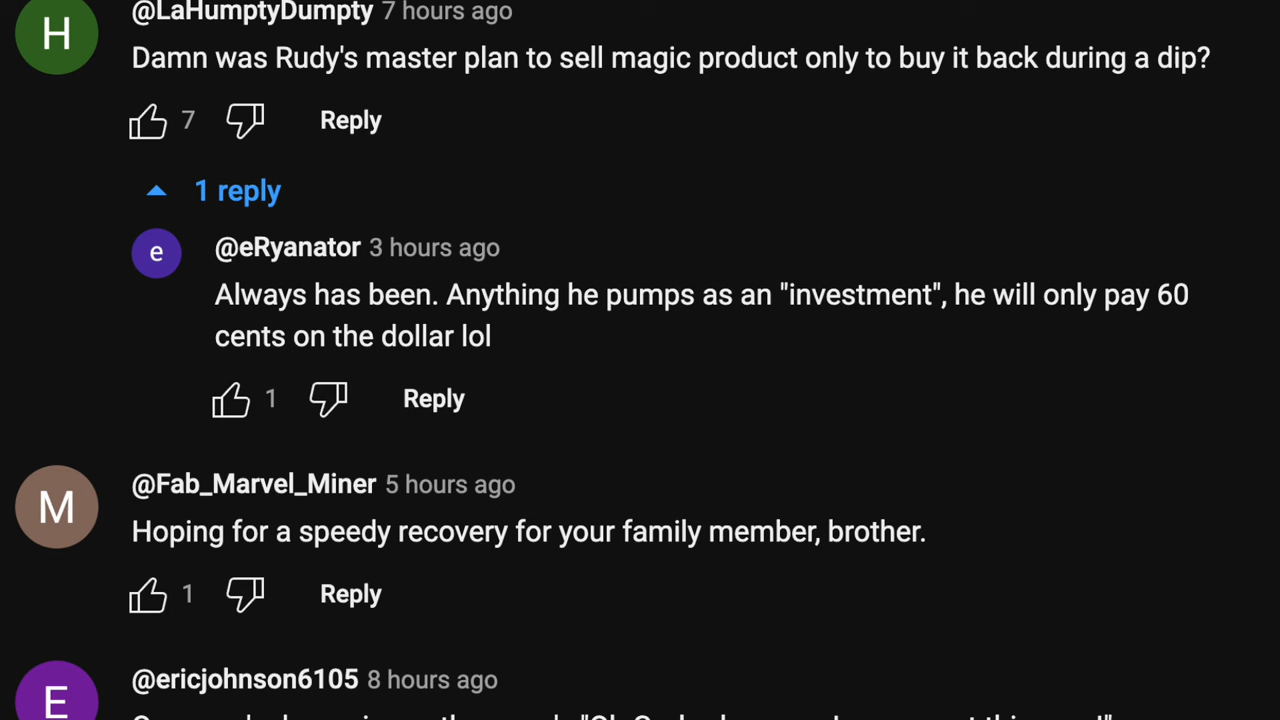 H
@LaHumptyDumpty 7 hours ago
Damn was Rudy's master plan to sell magic product only to buy it back during a dip?
7
Reply
1 reply
e
@eRyanator 3 hours ago
Always has been. Anything he pumps as an "investment", he will only pay 60
cents on the dollar lol
1
Reply
M
@Fab_Marvel_Miner 5 hours ago
Hoping for a speedy recovery for your family member, brother.
1
Reply
E
@ericjohnson6105 8 hours ago